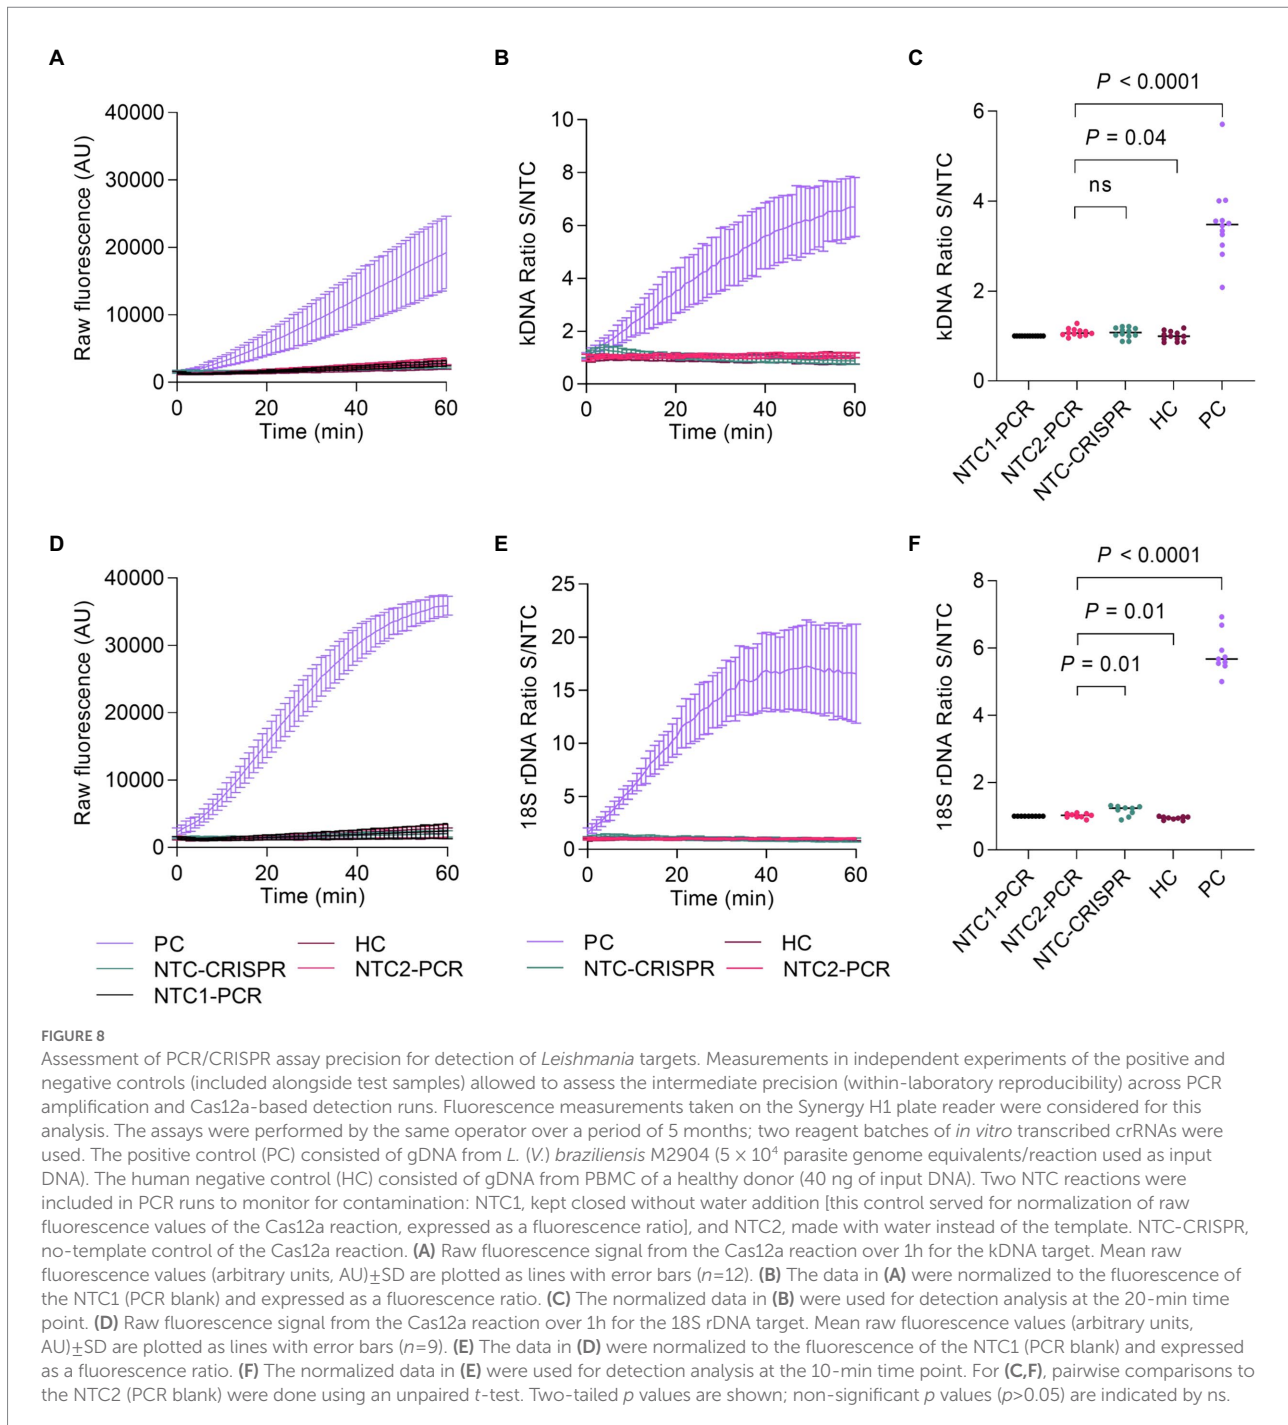 A
Raw fluorescence (AU)
40000
30000
20000
10000
0
0 20 40 60
Time (min)
B
kDNA Ratio S/NTC
10
8
6
4
2
0
0 20 40 60
Time (min)
C
kDNA Ratio S/NTC
P < 0.0001
P = 0.04
ns
6
4
2
0
NTC1-PCR
NTC2-PCR
NTC-CRISPR
HC
PC
D
Raw fluorescence (AU)
40000
30000
20000
10000
0
0 20 40 60
Time (min)
E
18S rDNA Ratio S/NTC
25
20
15
10
5
0
0 20 40 60
Time (min)
F
18S rDNA Ratio S/NTC
P < 0.0001
P = 0.01
P = 0.01
8
6
4
2
0
NTC1-PCR
NTC2-PCR
NTC-CRISPR
HC
PC
PC HC
NTC-CRISPR NTC2-PCR
NTC1-PCR
PC HC
NTC-CRISPR NTC2-PCR
FIGURE 8
Assessment of PCR/CRISPR assay precision for detection of Leishmania targets. Measurements in independent experiments of the positive and
negative controls (included alongside test samples) allowed to assess the intermediate precision (within-laboratory reproducibility) across PCR
amplification and Cas12a-based detection runs. Fluorescence measurements taken on the Synergy H1 plate reader were considered for this
analysis. The assays were performed by the same operator over a period of 5 months; two reagent batches of in vitro transcribed crRNAs were
used. The positive control (PC) consisted of gDNA from L. (V.) braziliensis M2904 (5 × 10⁴ parasite genome equivalents/reaction used as input
DNA). The human negative control (HC) consisted of gDNA from PBMC of a healthy donor (40 ng of input DNA). Two NTC reactions were
included in PCR runs to monitor for contamination: NTC1, kept closed without water addition [this control served for normalization of raw
fluorescence values of the Cas12a reaction, expressed as a fluorescence ratio], and NTC2, made with water instead of the template. NTC-CRISPR,
no-template control of the Cas12a reaction. (A) Raw fluorescence signal from the Cas12a reaction over 1h for the kDNA target. Mean raw
fluorescence values (arbitrary units, AU)±SD are plotted as lines with error bars (n=12). (B) The data in (A) were normalized to the fluorescence of
the NTC1 (PCR blank) and expressed as a fluorescence ratio. (C) The normalized data in (B) were used for detection analysis at the 20-min time
point. (D) Raw fluorescence signal from the Cas12a reaction over 1h for the 18S rDNA target. Mean raw fluorescence values (arbitrary units,
AU)±SD are plotted as lines with error bars (n=9). (E) The data in (D) were normalized to the fluorescence of the NTC1 (PCR blank) and expressed
as a fluorescence ratio. (F) The normalized data in (E) were used for detection analysis at the 10-min time point. For (C,F), pairwise comparisons to
the NTC2 (PCR blank) were done using an unpaired t-test. Two-tailed p values are shown; non-significant p values (p>0.05) are indicated by ns.